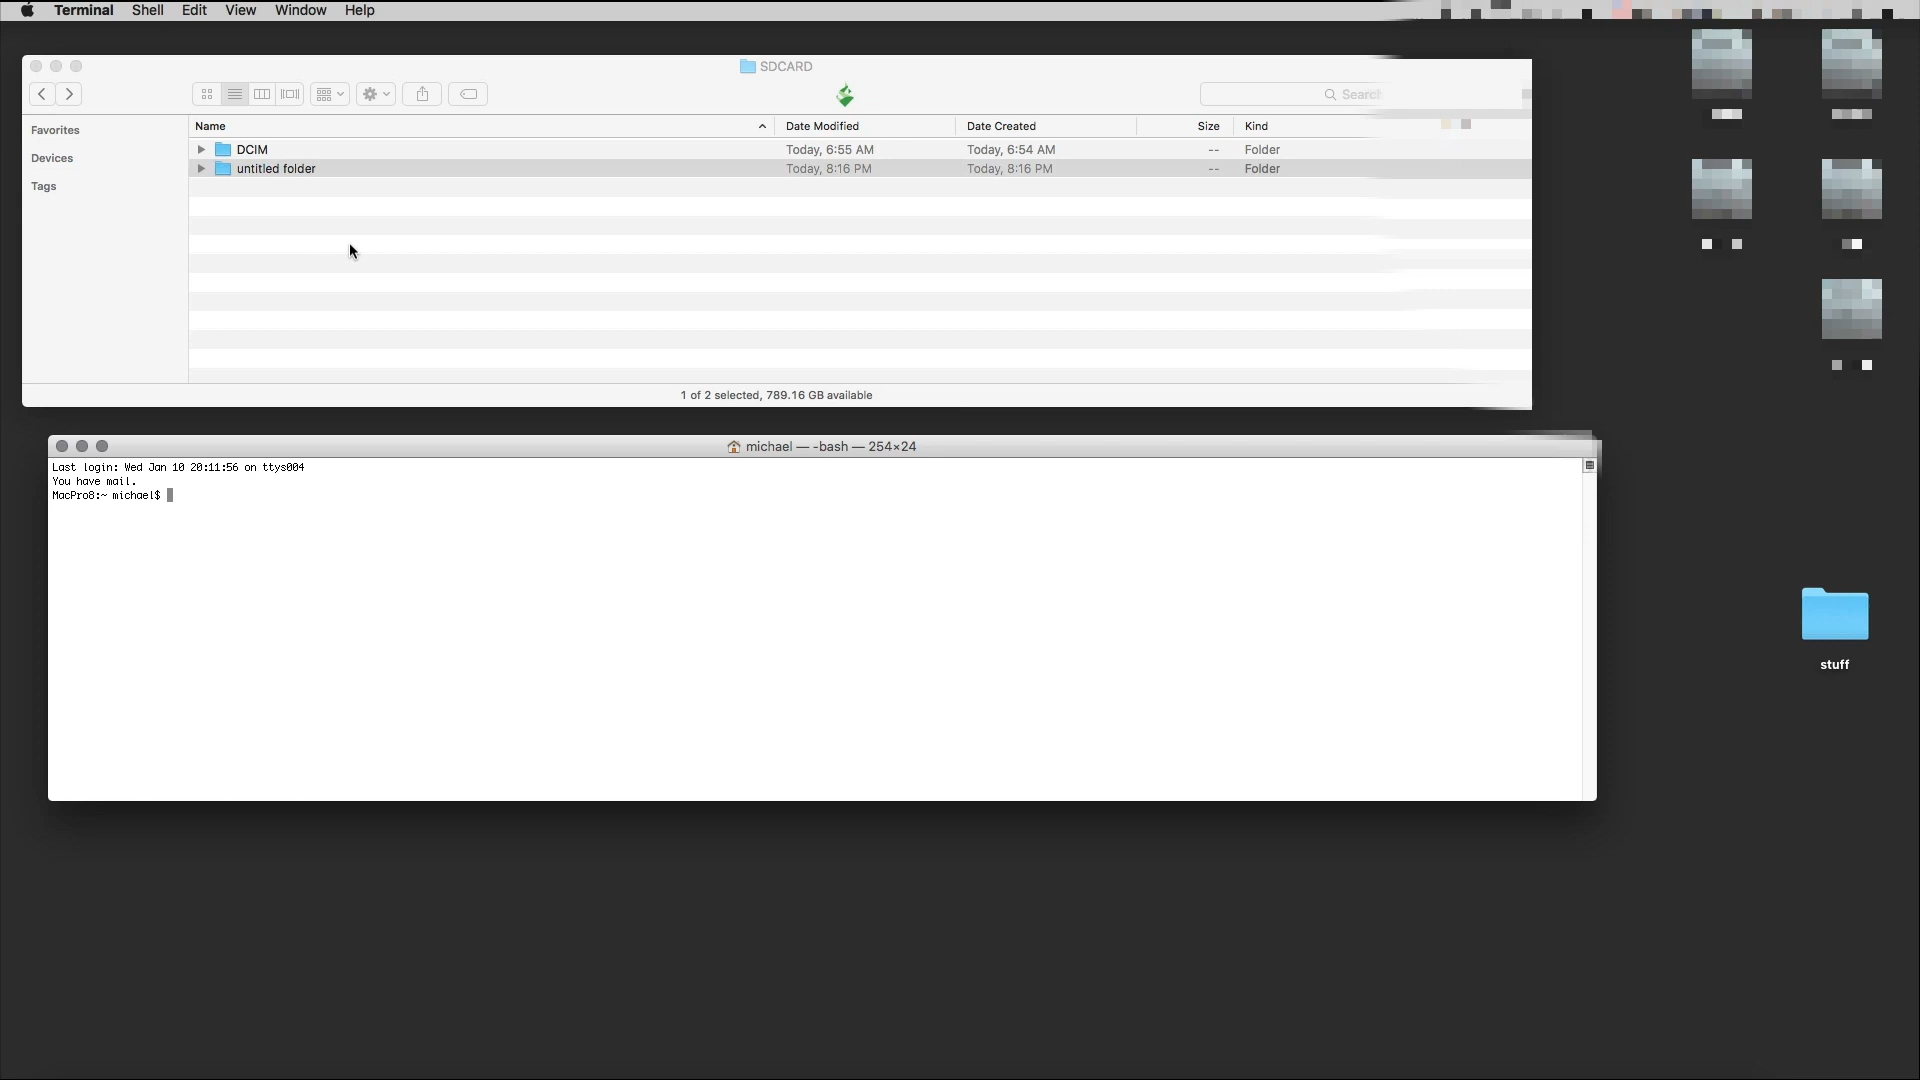 Terminal Shell Edit View Window Help
SDCARD
Search
Favorites
Devices
Tags
Name Date Modified Date Created Size Kind
DCIM Today, 6:55 AM Today, 6:54 AM -- Folder
untitled folder Today, 8:16 PM Today, 8:16 PM -- Folder
1 of 2 selected, 789.16 GB available
michael — -bash — 254×24
Last login: Wed Jan 10 20:11:56 on ttys004
You have mail.
MacPro8:~ michael$
stuff